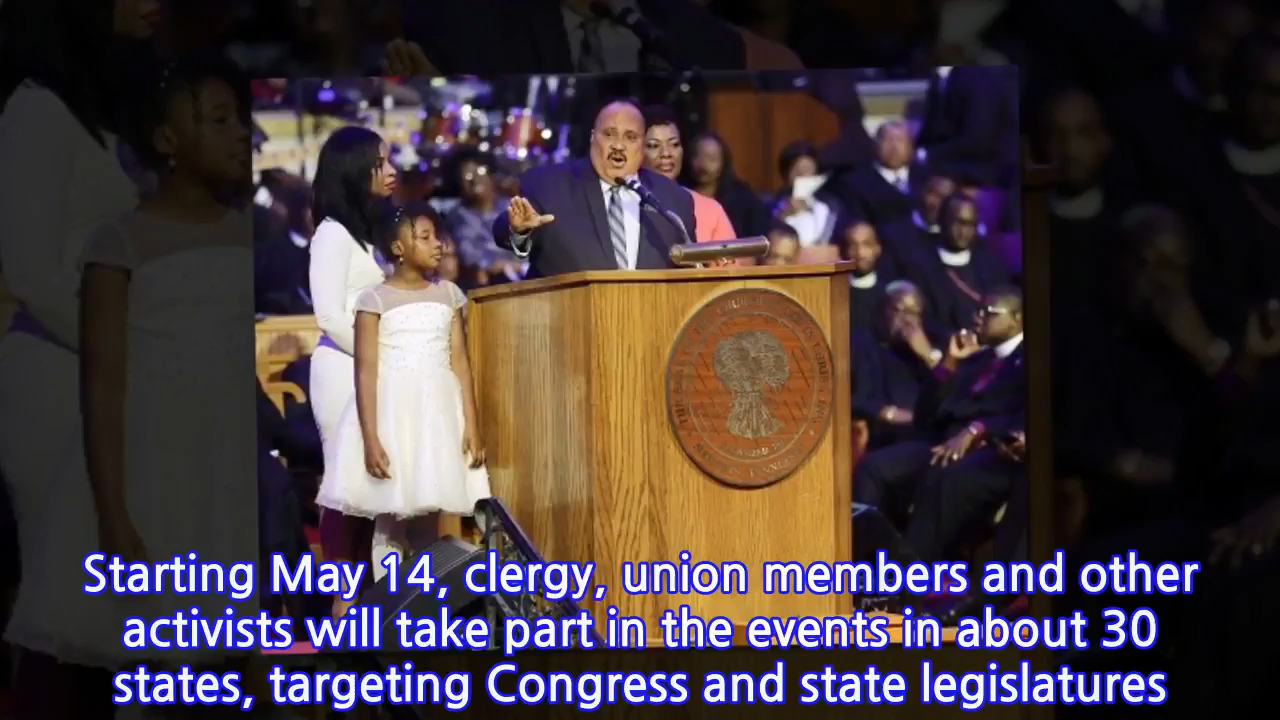 Starting May 14, clergy, union members and other
activists will take part in the events in about 30
states, targeting Congress and state legislatures